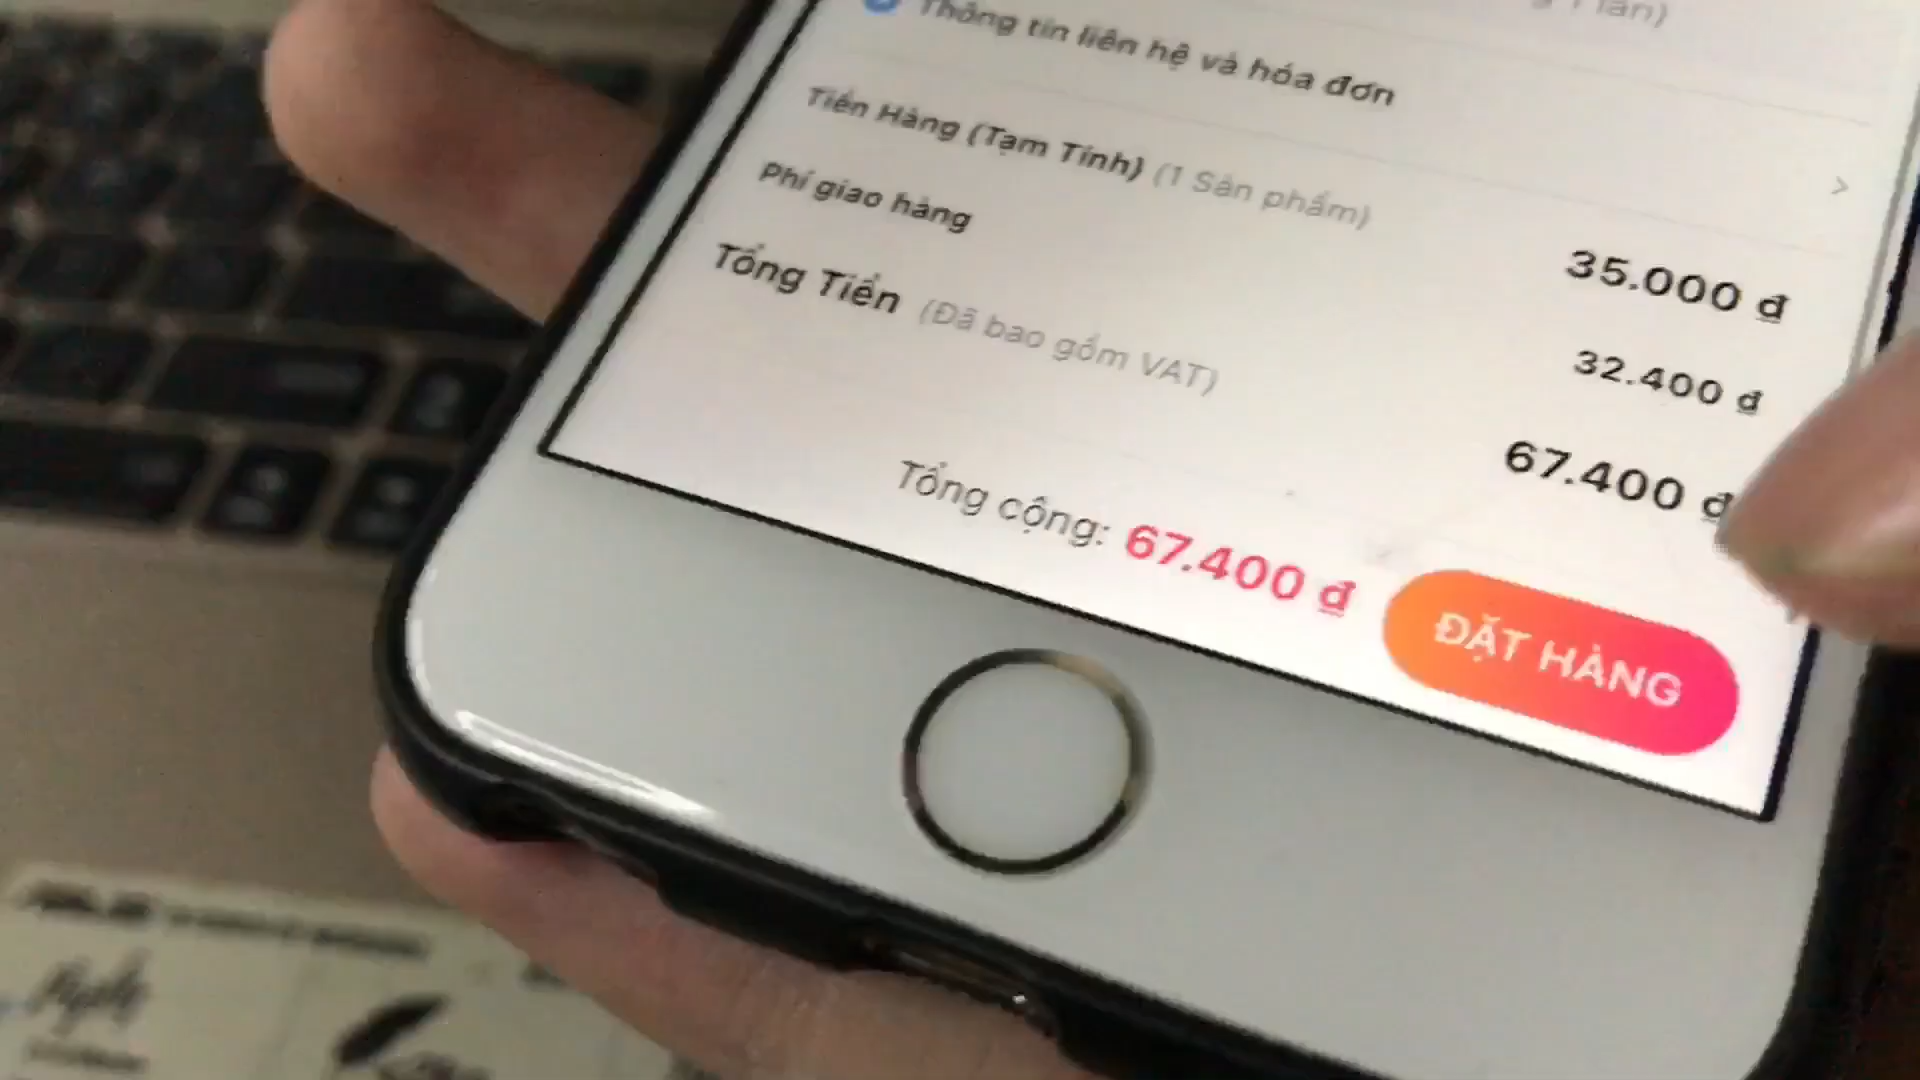 Thông tin liên hệ và hóa đơn
Tiền Hàng (Tạm Tính) (1 Sản phẩm)
35.000 đ
Phí giao hàng
32.400 đ
Tổng Tiền (Đã bao gồm VAT)
67.400 đ
Tổng cộng: 67.400 đ
ĐẶT HÀNG